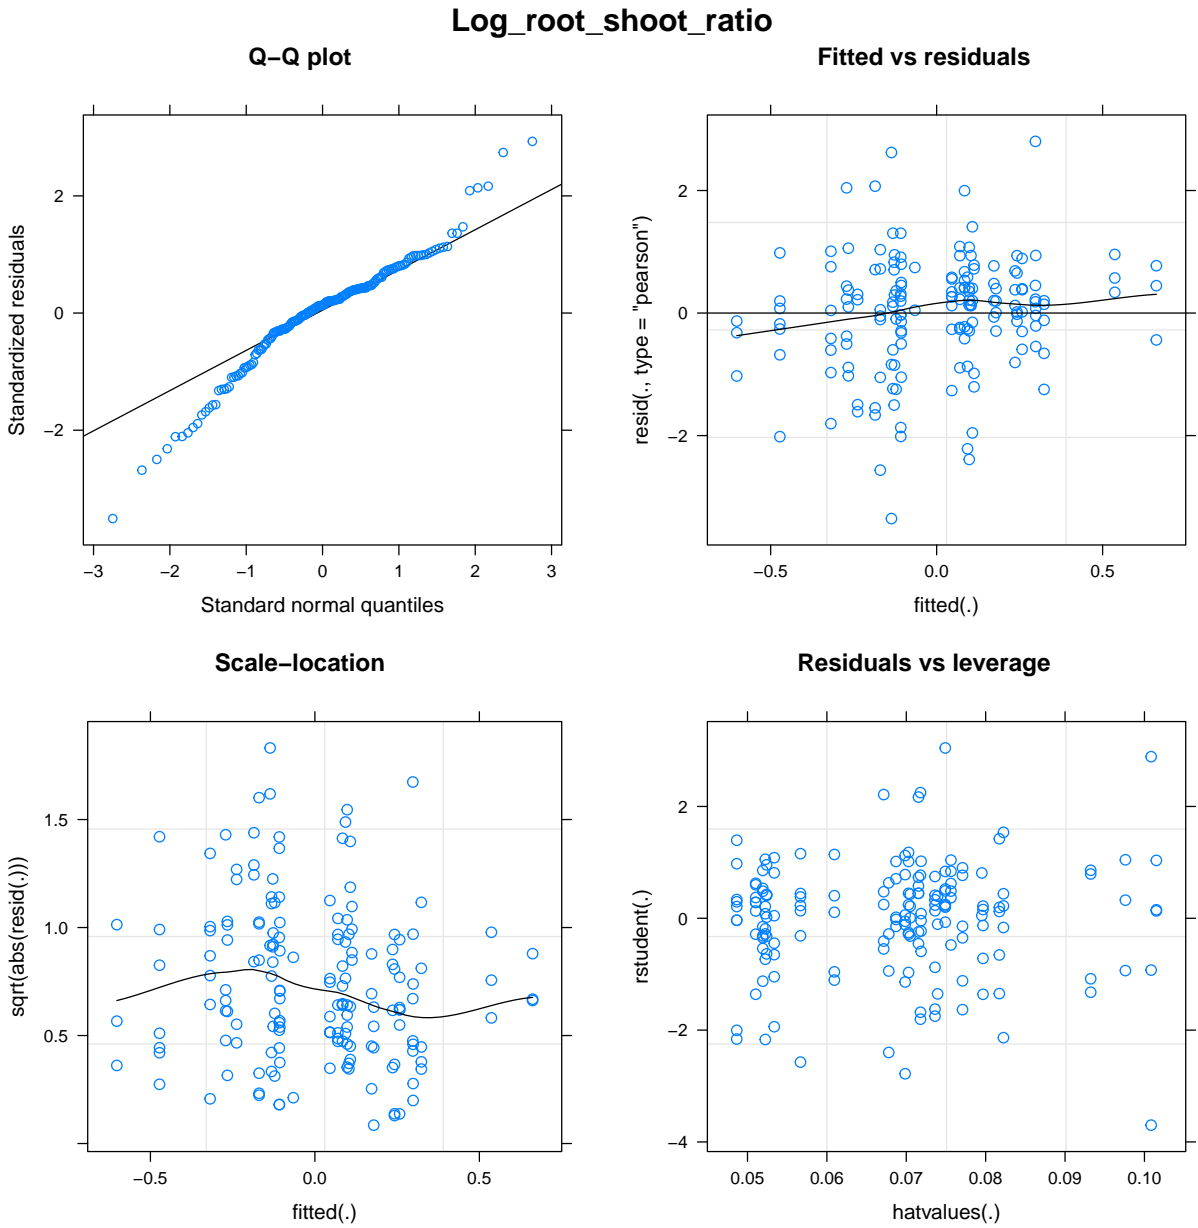 Log_root_shoot_ratio
Q−Q plot
Standardized residuals
2
0
−2
−3 −2 −1 0 1 2 3
Standard normal quantiles
Fitted vs residuals
resid(., type = "pearson")
2
0
−2
−0.5 0.0 0.5
fitted(.)
Scale−location
sqrt(abs(resid(.)))
1.5
1.0
0.5
−0.5 0.0 0.5
fitted(.)
Residuals vs leverage
rstudent(.)
2
0
−2
−4
0.05 0.06 0.07 0.08 0.09 0.10
hatvalues(.)